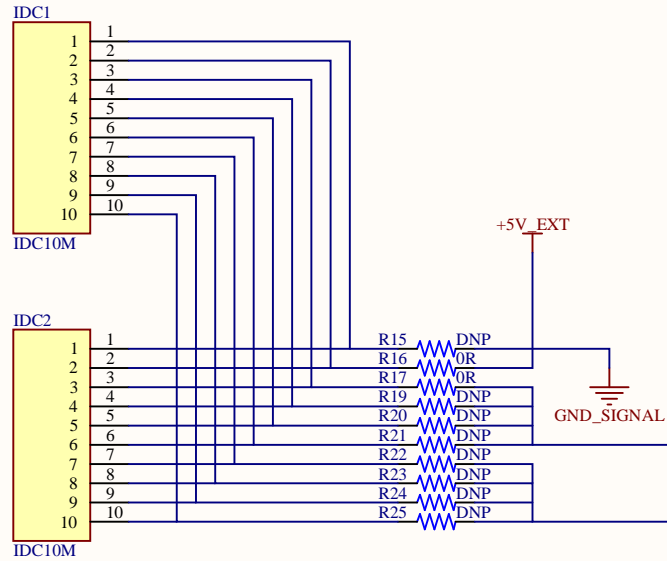 IDC1
1 1
2 2
3 3
4 4
5 5
6 6
7 7
8 8
9 9
10 10
IDC10M
+5V_EXT
IDC2
1 1 R15 DNP
2 2 R16 0R
3 3 R17 0R
4 4 R19 DNP
5 5 R20 DNP
6 6 R21 DNP
7 7 R22 DNP
8 8 R23 DNP
9 9 R24 DNP
10 10 R25 DNP
GND_SIGNAL
IDC10M